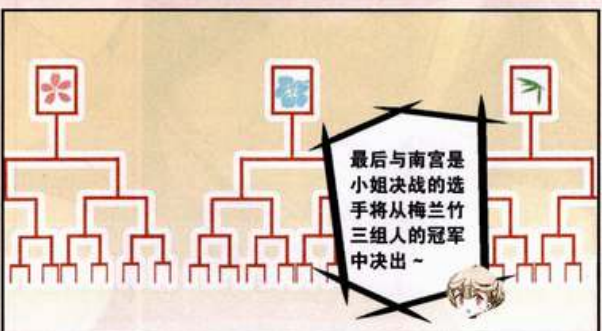 最后与南宫是
小姐决战的选
手将从梅兰竹
三组人的冠军
中决出～